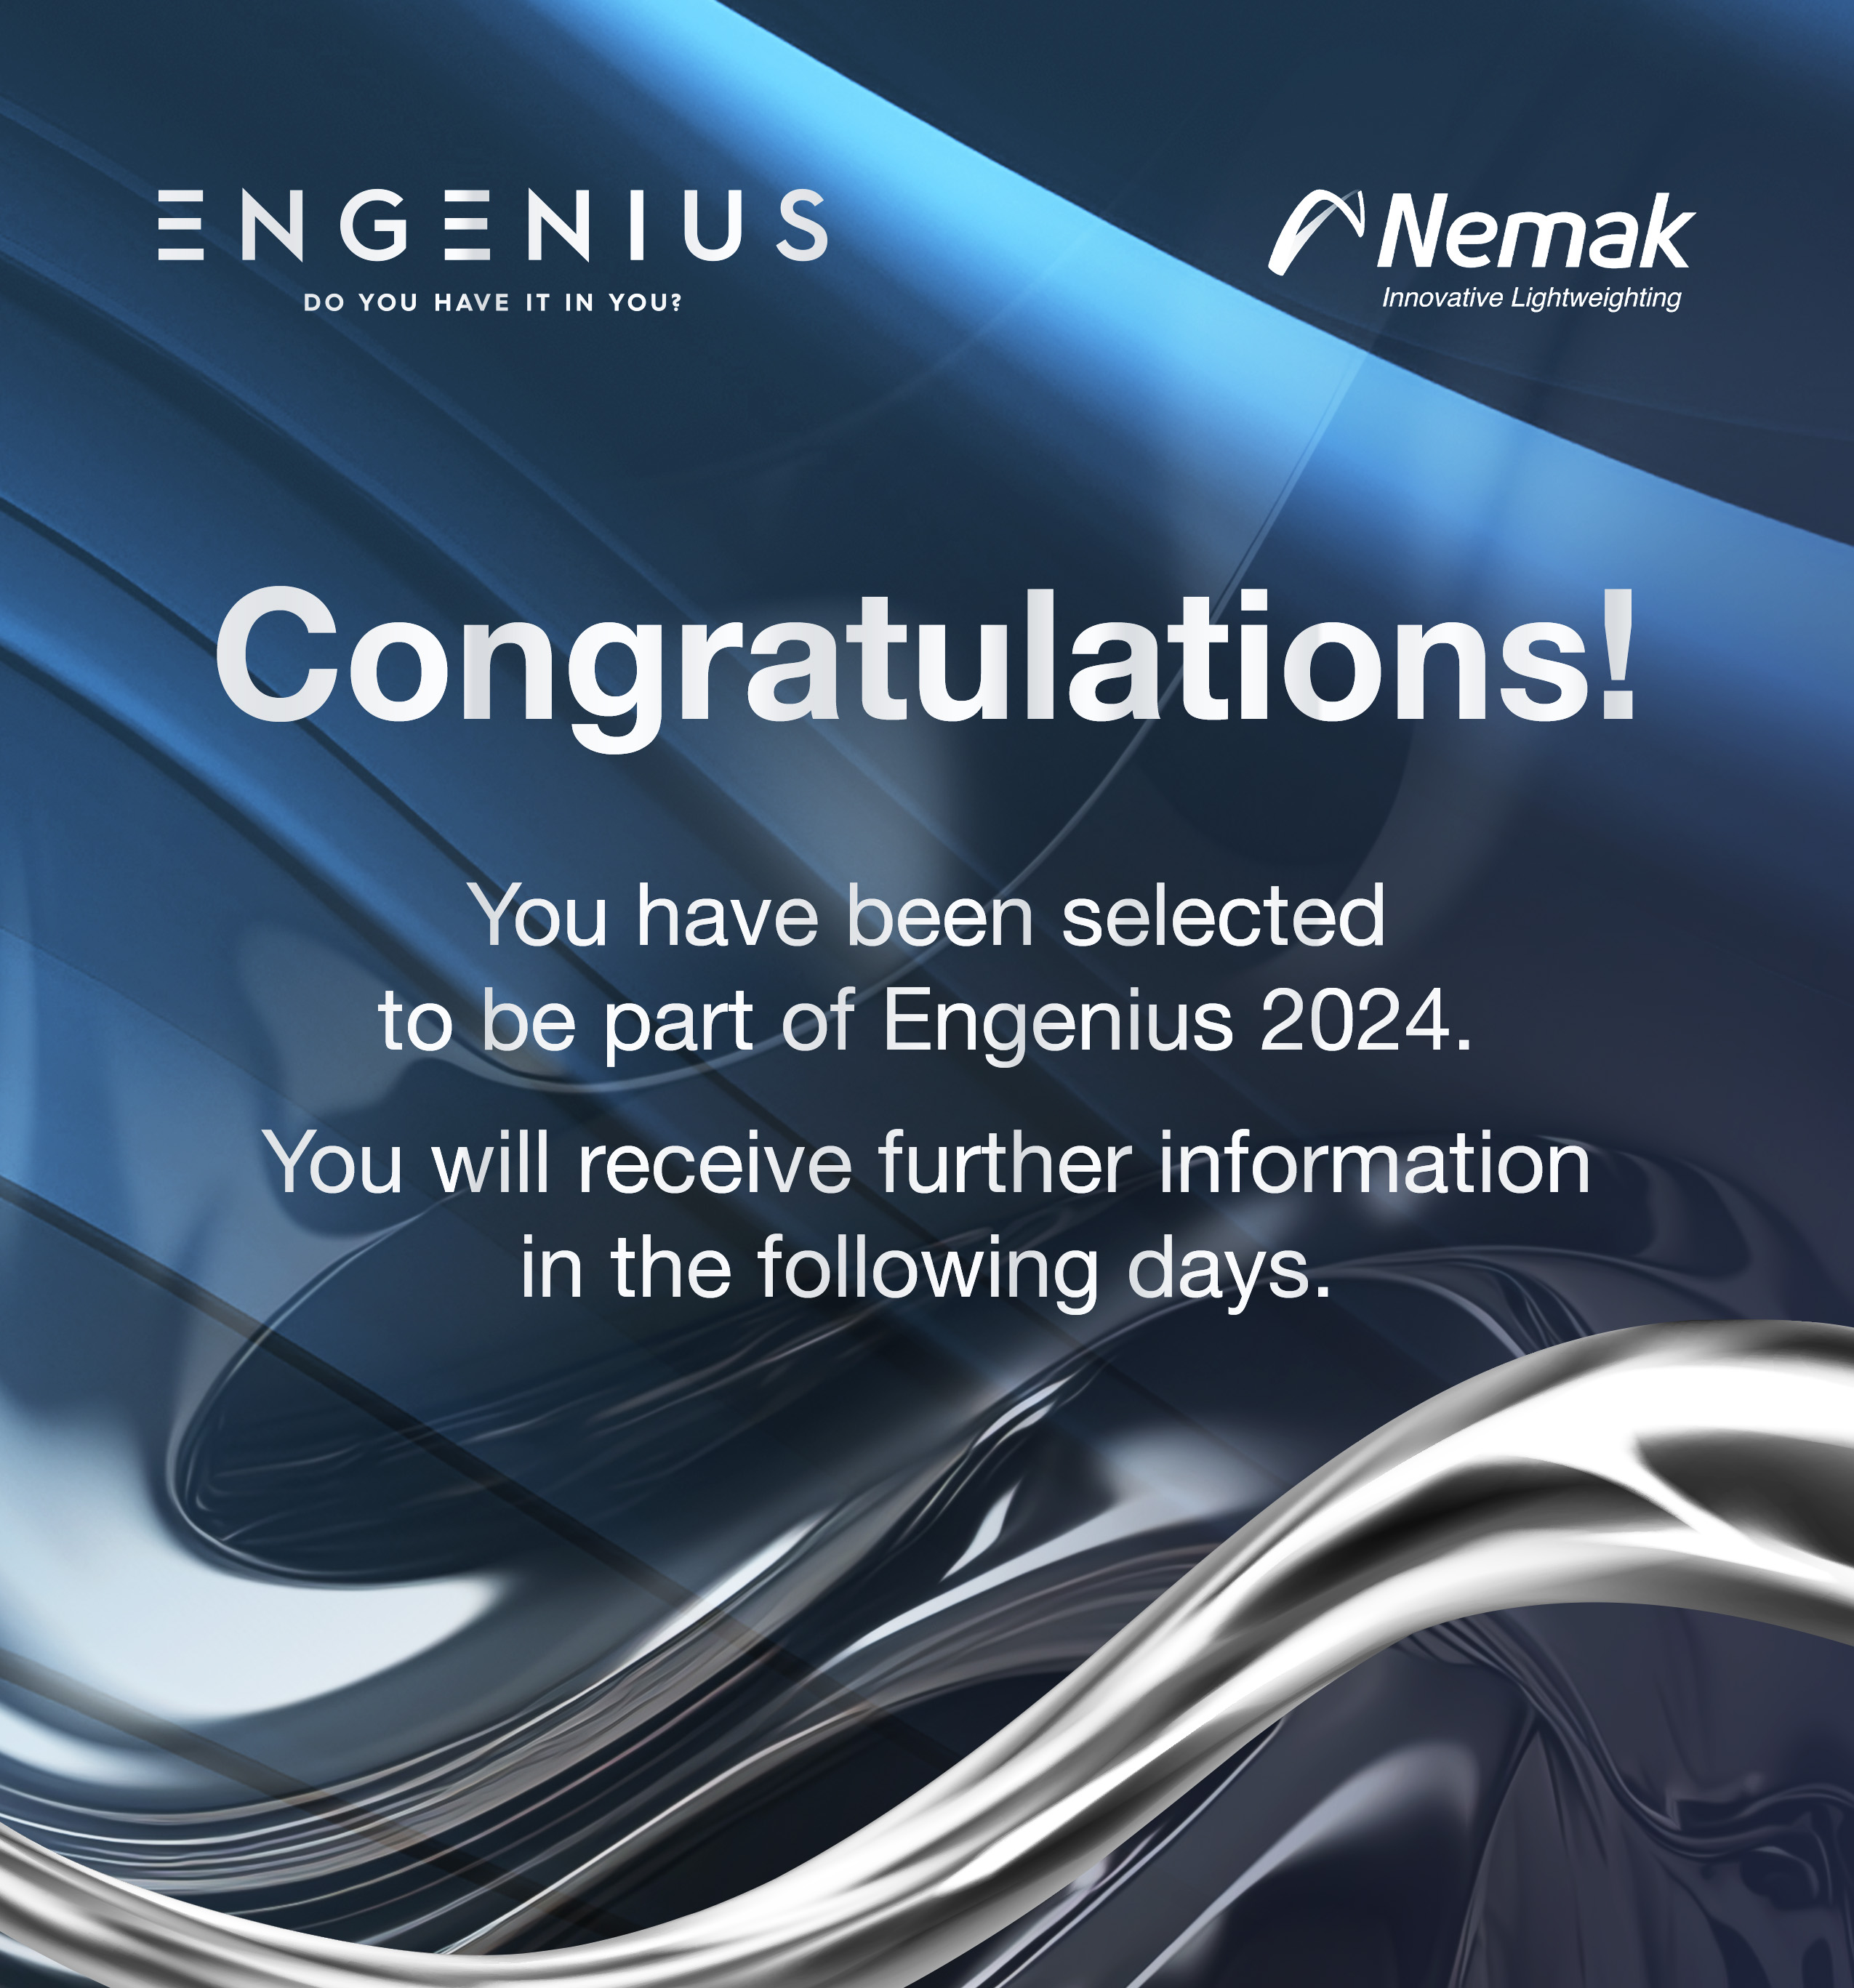 ENGENIUS
DO YOU HAVE IT IN YOU?
Nemak
Innovative Lightweighting
Congratulations!
You have been selected
to be part of Engenius 2024.
You will receive further information
in the following days.